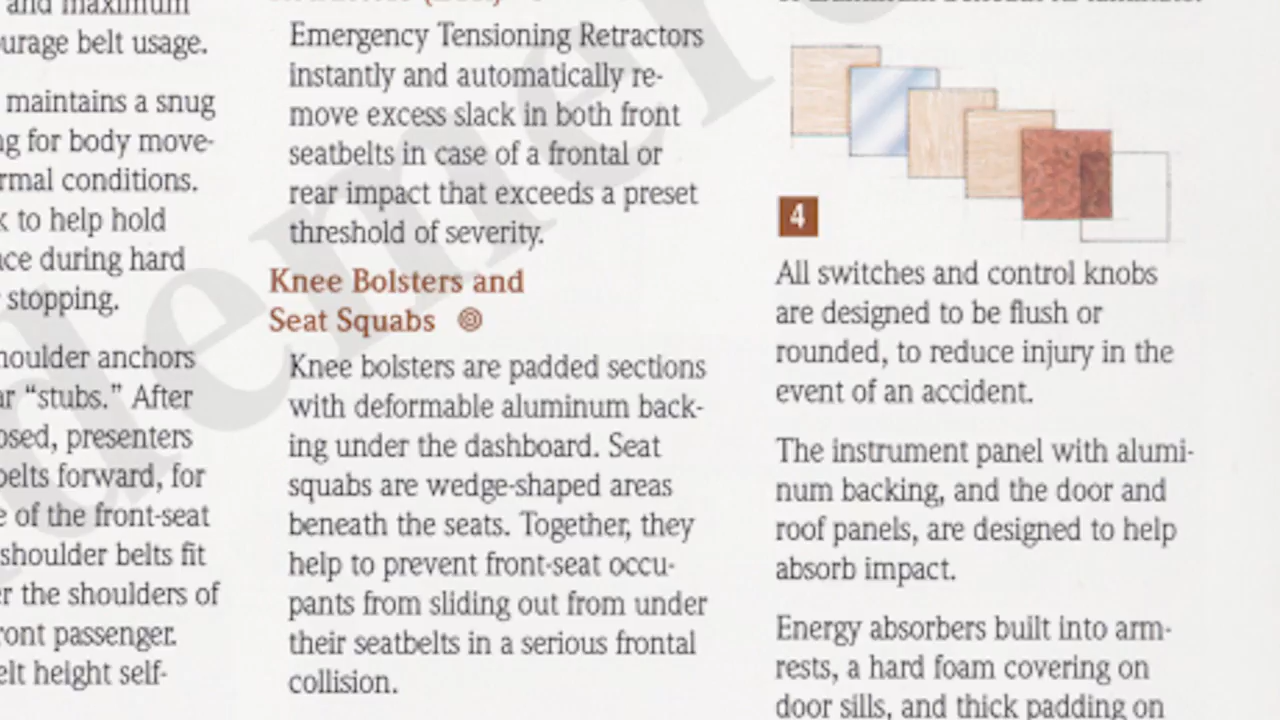 and maximum
urage belt usage.
maintains a snug
ng for body move-
rmal conditions.
k to help hold
ce during hard
stopping.
houlder anchors
ar “stubs.” After
osed, presenters
belts forward, for
e of the front-seat
shoulder belts fit
er the shoulders of
ront passenger.
elt height self-
Emergency Tensioning Retractors
instantly and automatically re-
move excess slack in both front
seatbelts in case of a frontal or
rear impact that exceeds a preset
threshold of severity.
Knee Bolsters and
Seat Squabs
Knee bolsters are padded sections
with deformable aluminum back-
ing under the dashboard. Seat
squabs are wedge-shaped areas
beneath the seats. Together, they
help to prevent front-seat occu-
pants from sliding out from under
their seatbelts in a serious frontal
collision.
4
All switches and control knobs
are designed to be flush or
rounded, to reduce injury in the
event of an accident.
The instrument panel with alumi-
num backing, and the door and
roof panels, are designed to help
absorb impact.
Energy absorbers built into arm-
rests, a hard foam covering on
door sills, and thick padding on